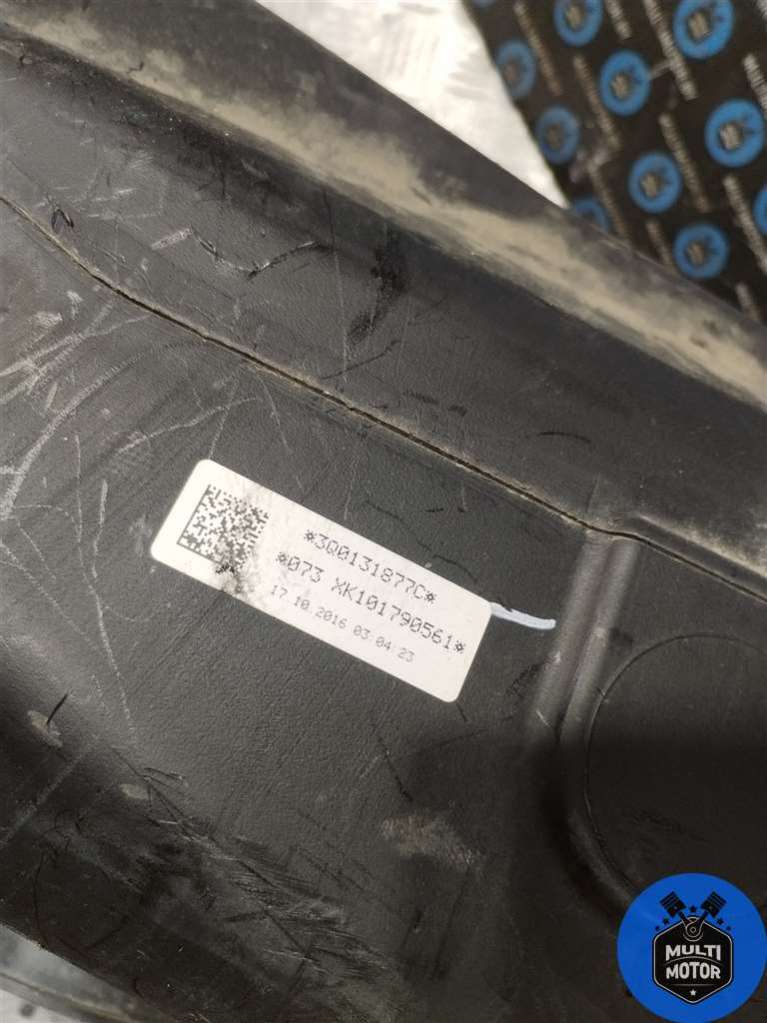 *3Q0131877C*
*073 XK101790561*
17.10.2016 03:04:23
MULTI
MOTOR